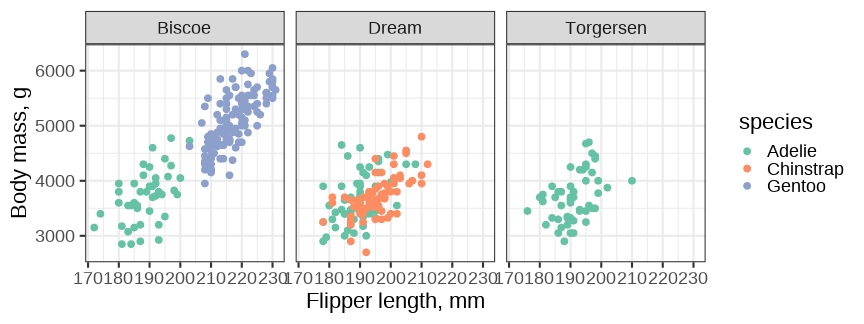 Biscoe Dream Torgersen
6000
5000
4000
3000
Body mass, g
170180190200210220230 170180190200210220230 170180190200210220230
Flipper length, mm
species
Adelie
Chinstrap
Gentoo